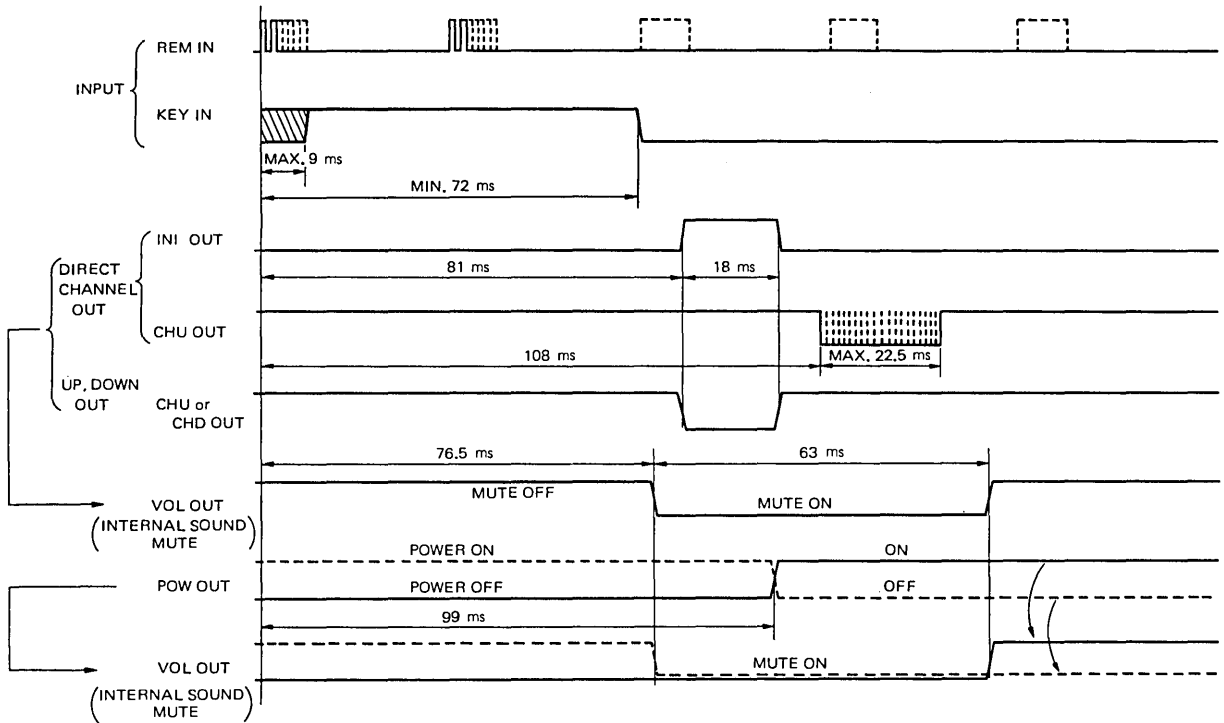 REM IN
INPUT
KEY IN
MAX. 9 ms
MIN. 72 ms
INI OUT
DIRECT
CHANNEL
OUT
81 ms
18 ms
CHU OUT
108 ms
MAX. 22.5 ms
UP, DOWN
OUT
CHU or
CHD OUT
76.5 ms
63 ms
MUTE OFF
VOL OUT
MUTE ON
(INTERNAL SOUND
MUTE)
POWER ON
ON
POW OUT
POWER OFF
OFF
99 ms
VOL OUT
MUTE ON
(INTERNAL SOUND
MUTE)